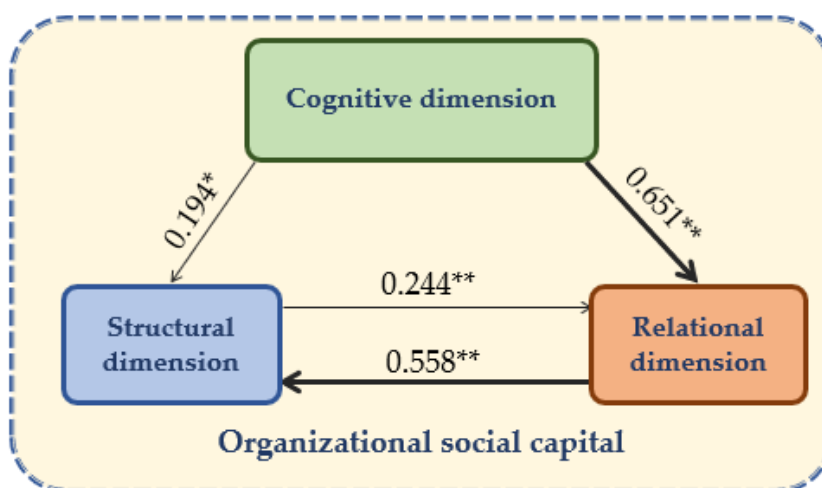 Cognitive dimension
0.194*
0.651**
0.244**
Structural
dimension
Relational
dimension
0.558**
Organizational social capital